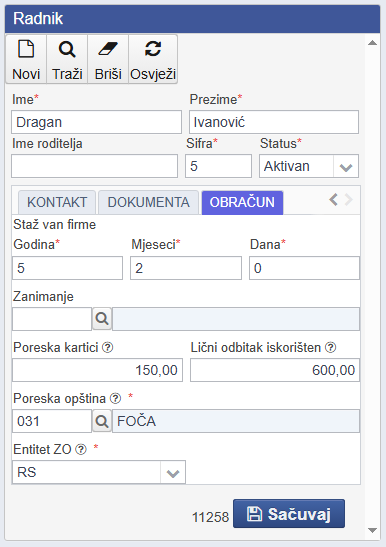 Radnik
Novi Traži Briši Osvježi
Ime* Prezime*
Dragan Ivanović
Ime roditelja Sifra* Status*
5 Aktivan
KONTAKT DOKUMENTA OBRAČUN
Staž van firme
Godina* Mjeseci* Dana*
5 2 0
Zanimanje
Poreska kartici ? Lični odbitak iskorišten ?
150,00 600,00
Poreska opština ? *
031 FOČA
Entitet ZO ? *
RS
11258 Sačuvaj